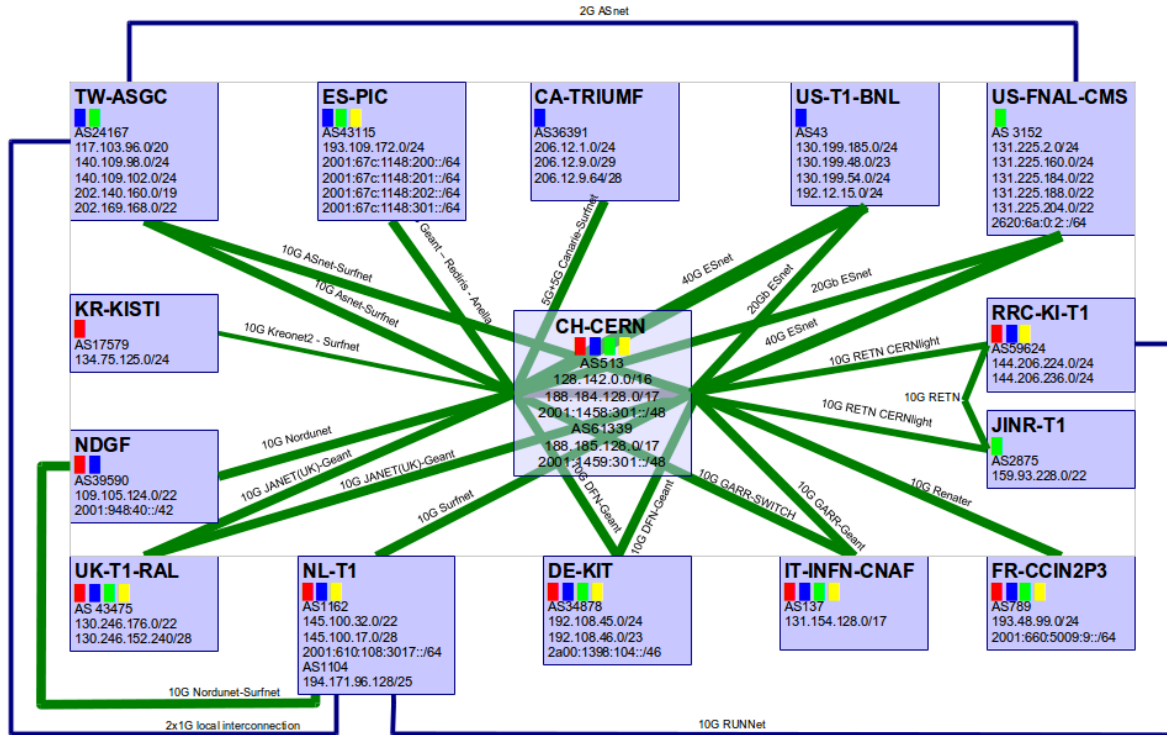 2G ASnet
TW-ASGC
AS24167
117.103.96.0/20
140.109.98.0/24
140.109.102.0/24
202.140.160.0/19
202.169.168.0/22
ES-PIC
AS43115
193.109.172.0/24
2001:67c:1148:200::/64
2001:67c:1148:201::/64
2001:67c:1148:202::/64
2001:67c:1148:301::/64
CA-TRIUMF
AS36391
206.12.1.0/24
206.12.9.0/29
206.12.9.64/28
US-T1-BNL
AS43
130.199.185.0/24
130.199.48.0/23
130.199.54.0/24
192.12.15.0/24
US-FNAL-CMS
AS 3152
131.225.2.0/24
131.225.160.0/24
131.225.184.0/22
131.225.188.0/22
131.225.204.0/22
2620:6a:0:2::/64
10G ASnet-Surfnet
10G Asnet-Surfnet
Geant – Rediris - Anella
5G+5G Canarie-Surfnet
40G ESnet
20Gb ESnet
20Gb ESnet
40G ESnet
KR-KISTI
AS17579
134.75.125.0/24
10G Kreonet2 - Surfnet
CH-CERN
AS513
128.142.0.0/16
188.184.128.0/17
2001:1458:301::/48
AS61339
188.185.128.0/17
2001:1459:301::/48
10G RETN CERNlight
10G RETN
10G RETN CERNlight
RRC-KI-T1
AS59624
144.206.224.0/24
144.206.236.0/24
JINR-T1
AS2875
159.93.228.0/22
NDGF
AS39590
109.105.124.0/22
2001:948:40::/42
10G Nordunet
10G JANET(UK)-Geant
10G JANET(UK)-Geant
10G Surfnet
10G DFN-Geant
10G DFN-Geant
10G GARR-SWITCH
10G GARR-Geant
10G Renater
UK-T1-RAL
AS 43475
130.246.176.0/22
130.246.152.240/28
NL-T1
AS1162
145.100.32.0/22
145.100.17.0/28
2001:610:108:3017::/64
AS1104
194.171.96.128/25
DE-KIT
AS34878
192.108.45.0/24
192.108.46.0/23
2a00:1398:104::/46
IT-INFN-CNAF
AS137
131.154.128.0/17
FR-CCIN2P3
AS789
193.48.99.0/24
2001:660:5009:9::/64
10G Nordunet-Surfnet
2x1G local interconnection
10G RUNNet